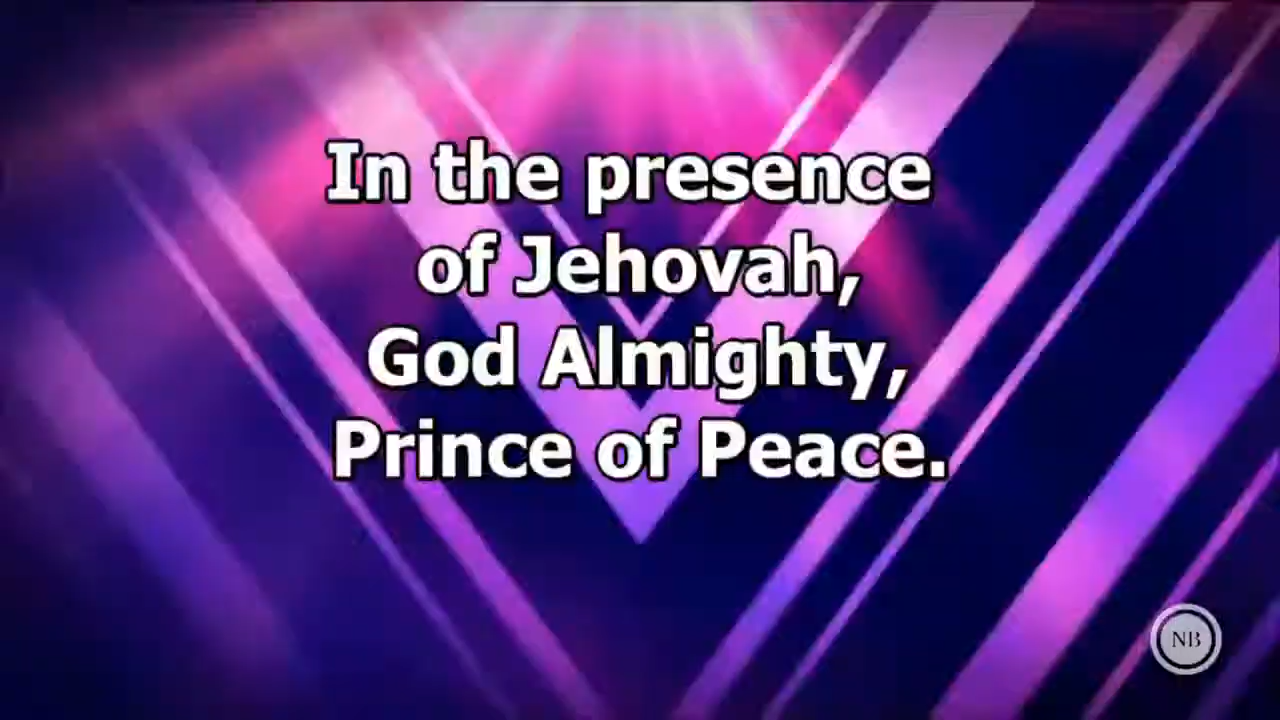 In the presence
of Jehovah,
God Almighty,
Prince of Peace.
NB